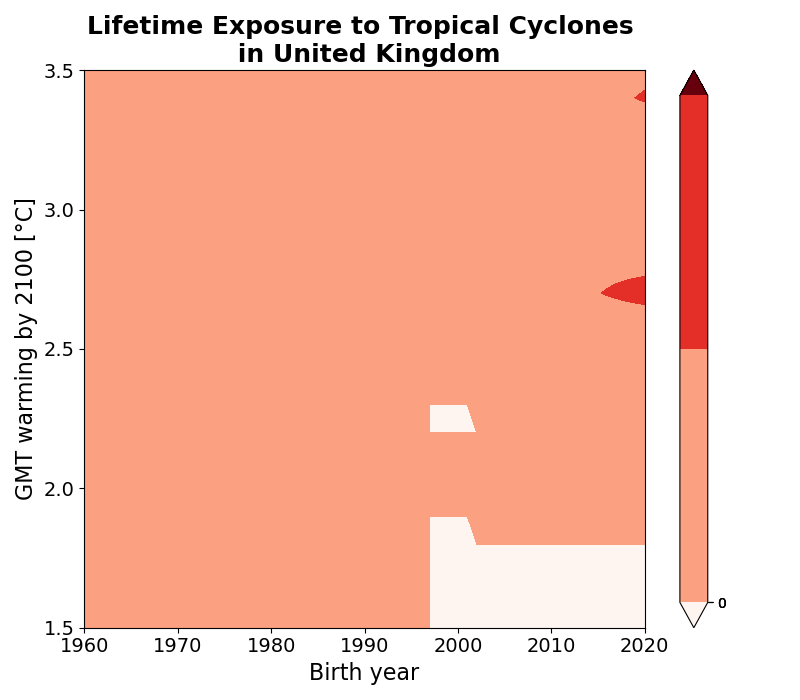 Lifetime Exposure to Tropical Cyclones
in United Kingdom
3.5
3.0
2.5
2.0
1.5
GMT warming by 2100 [°C]
1960 1970 1980 1990 2000 2010 2020
Birth year
0